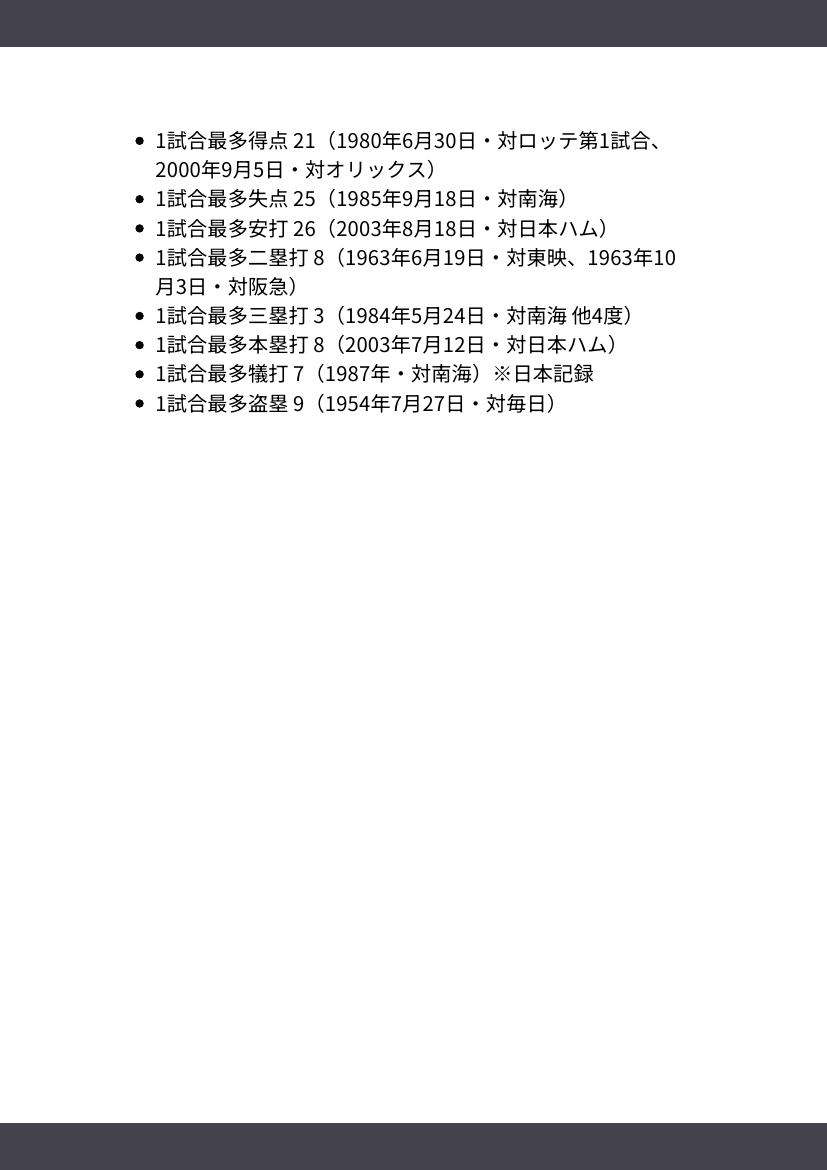 • 1試合最多得点 21（1980年6月30日・対ロッテ第1試合、
2000年9月5日・対オリックス）
• 1試合最多失点 25（1985年9月18日・対南海）
• 1試合最多安打 26（2003年8月18日・対日本ハム）
• 1試合最多二塁打 8（1963年6月19日・対東映、1963年10
月3日・対阪急）
• 1試合最多三塁打 3（1984年5月24日・対南海 他4度）
• 1試合最多本塁打 8（2003年7月12日・対日本ハム）
• 1試合最多犠打 7（1987年・対南海）※日本記録
• 1試合最多盗塁 9（1954年7月27日・対毎日）